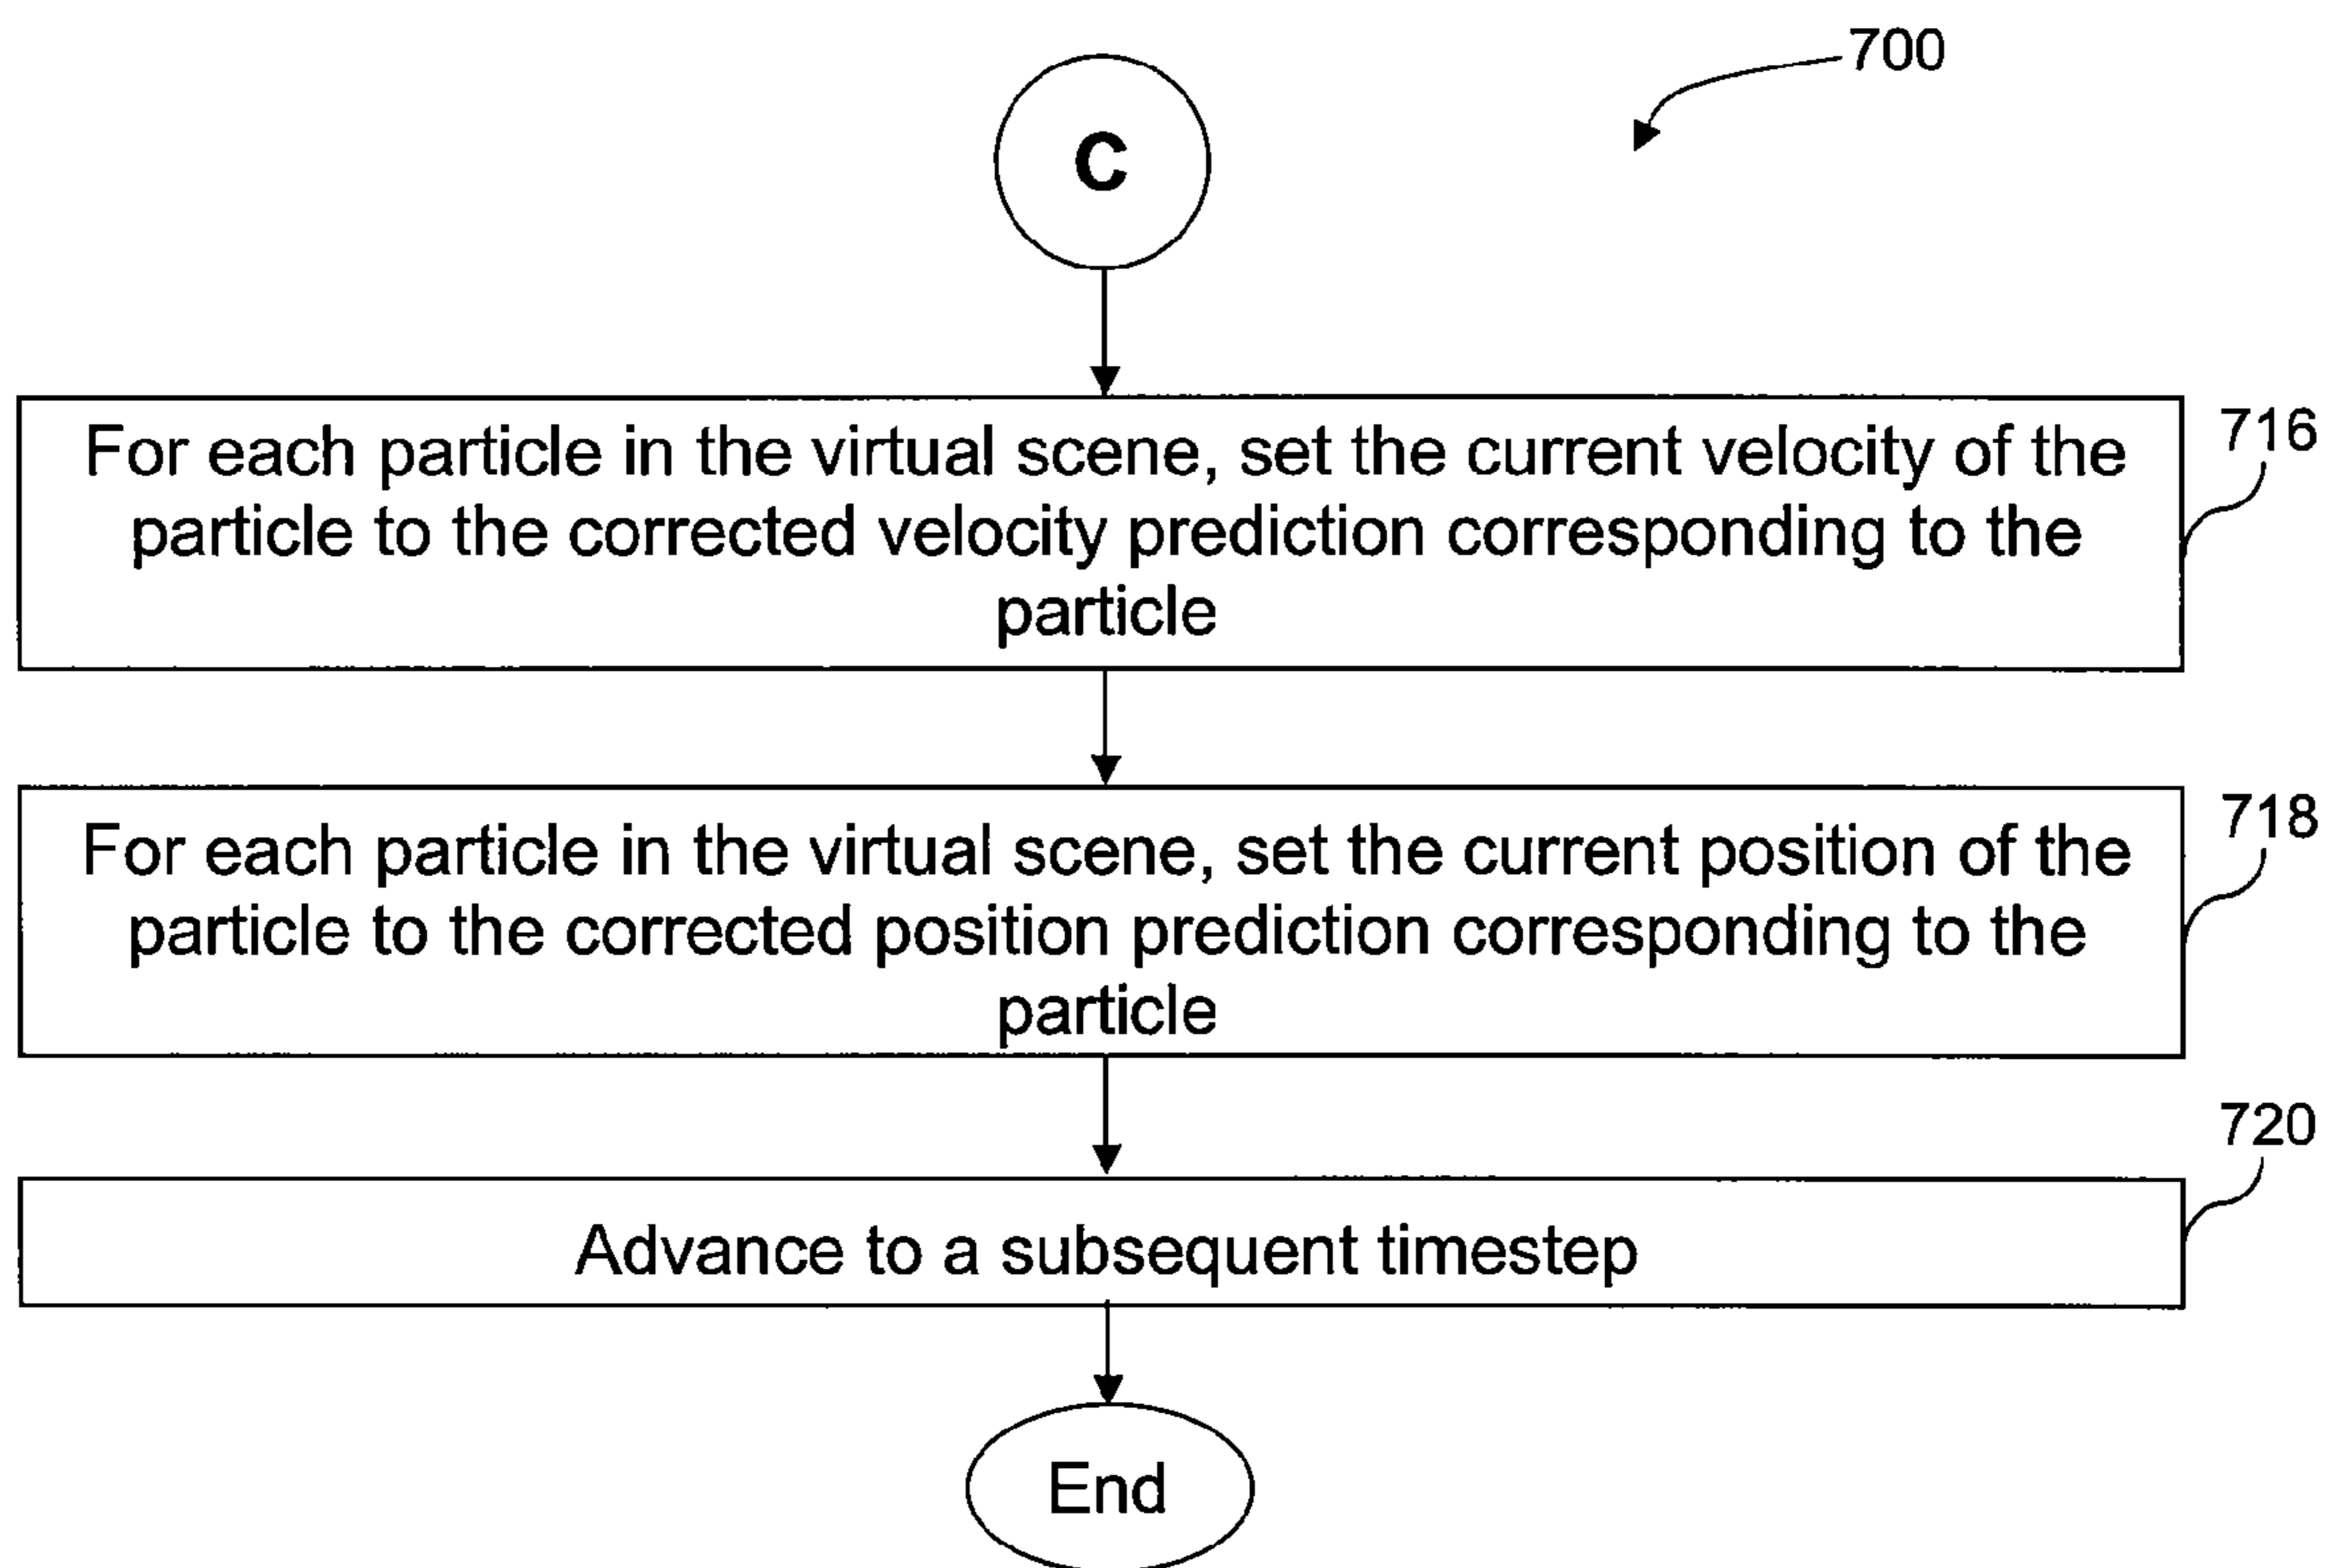 700
C
For each particle in the virtual scene, set the current velocity of the
particle to the corrected velocity prediction corresponding to the
particle
716
For each particle in the virtual scene, set the current position of the
particle to the corrected position prediction corresponding to the
particle
718
720
Advance to a subsequent timestep
End